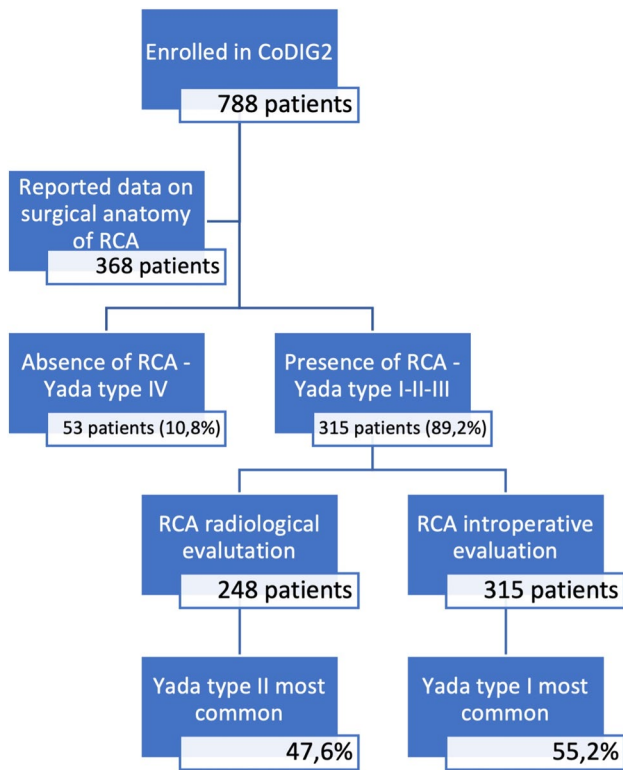 Enrolled in CoDIG2
788 patients
Reported data on
surgical anatomy
of RCA
368 patients
Absence of RCA -
Yada type IV
53 patients (10,8%)
Presence of RCA -
Yada type I-II-III
315 patients (89,2%)
RCA radiological
evalutation
248 patients
RCA introperative
evaluation
315 patients
Yada type II most
common
47,6%
Yada type I most
common
55,2%